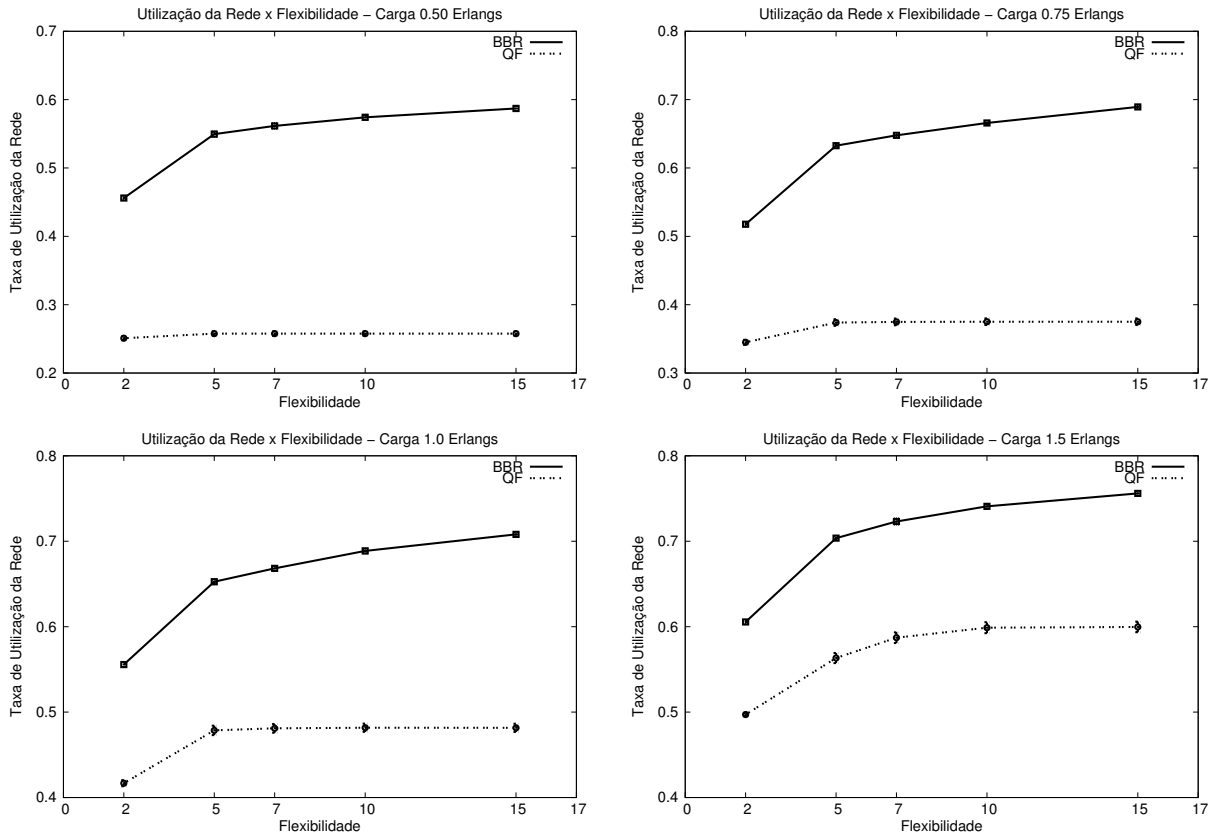 Utilização da Rede x Flexibilidade – Carga 0.50 Erlangs
0.7
0.6
0.5
0.4
0.3
0.2
Taxa de Utilização da Rede
BBR
QF
0 2 5 7 10 15 17
Flexibilidade
Utilização da Rede x Flexibilidade – Carga 0.75 Erlangs
0.8
0.7
0.6
0.5
0.4
0.3
Taxa de Utilização da Rede
BBR
QF
0 2 5 7 10 15 17
Flexibilidade
Utilização da Rede x Flexibilidade – Carga 1.0 Erlangs
0.8
0.7
0.6
0.5
0.4
Taxa de Utilização da Rede
BBR
QF
0 2 5 7 10 15 17
Flexibilidade
Utilização da Rede x Flexibilidade – Carga 1.5 Erlangs
0.8
0.7
0.6
0.5
0.4
Taxa de Utilização da Rede
BBR
QF
0 2 5 7 10 15 17
Flexibilidade